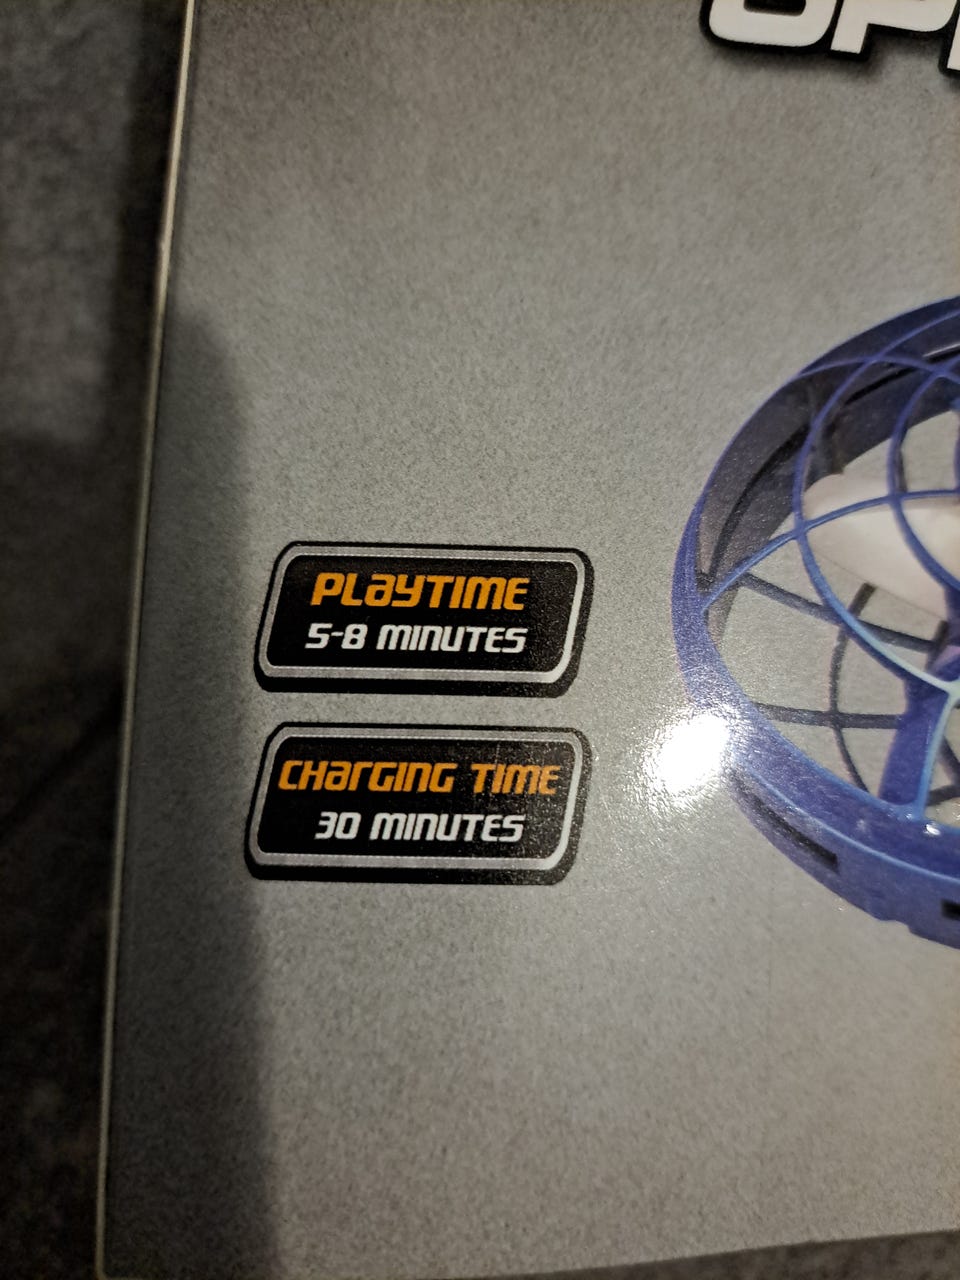 PLAYTIME
5-8 MINUTES
CHARGING TIME
30 MINUTES